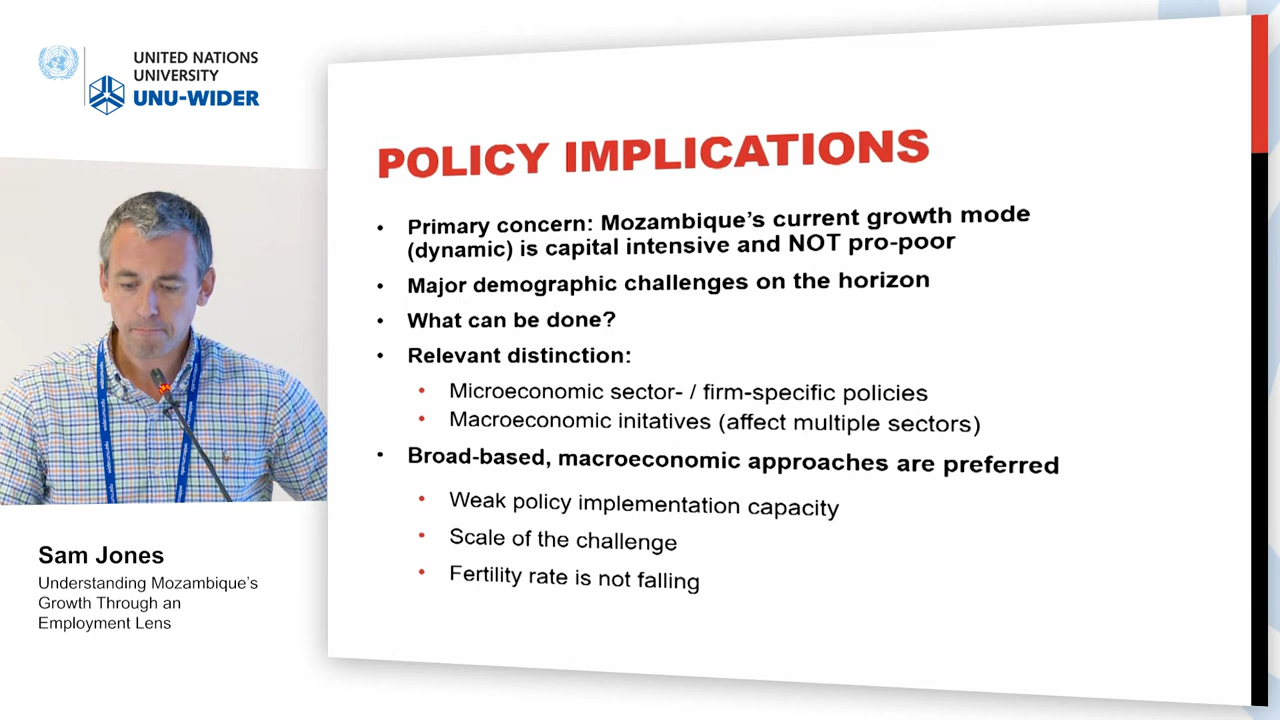 UNITED NATIONS
UNIVERSITY
UNU-WIDER
POLICY IMPLICATIONS
• Primary concern: Mozambique's current growth mode
(dynamic) is capital intensive and NOT pro-poor
• Major demographic challenges on the horizon
• What can be done?
• Relevant distinction:
• Microeconomic sector- / firm-specific policies
• Macroeconomic initatives (affect multiple sectors)
• Broad-based, macroeconomic approaches are preferred
• Weak policy implementation capacity
• Scale of the challenge
• Fertility rate is not falling
Sam Jones
Understanding Mozambique's
Growth Through an
Employment Lens